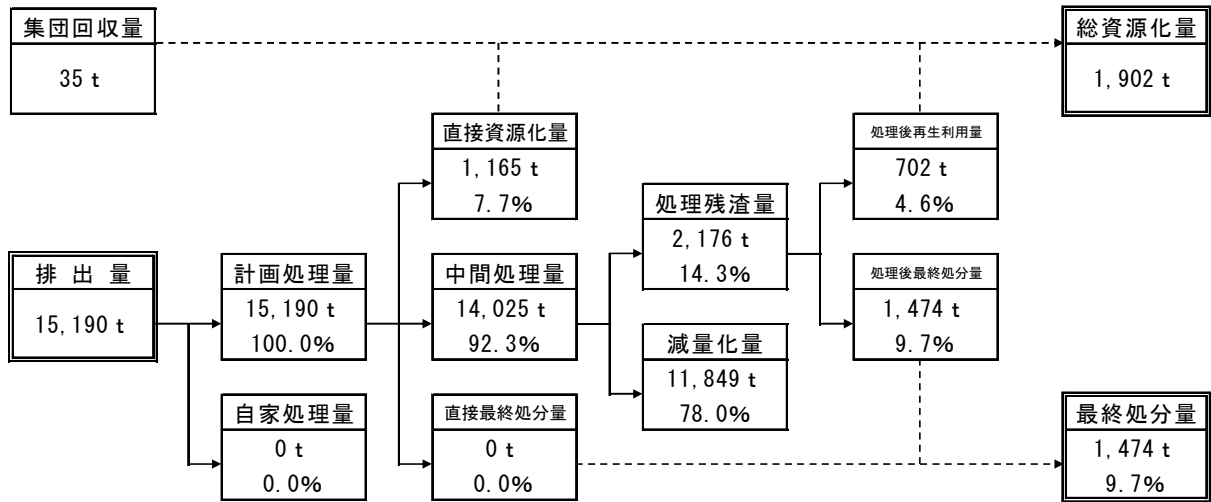 集団回収量
35 t
総資源化量
1,902 t
直接資源化量
1,165 t
7.7%
処理後再生利用量
702 t
4.6%
処理残渣量
2,176 t
14.3%
排出量
15,190 t
計画処理量
15,190 t
100.0%
中間処理量
14,025 t
92.3%
処理後最終処分量
1,474 t
9.7%
減量化量
11,849 t
78.0%
自家処理量
0 t
0.0%
直接最終処分量
0 t
0.0%
最終処分量
1,474 t
9.7%